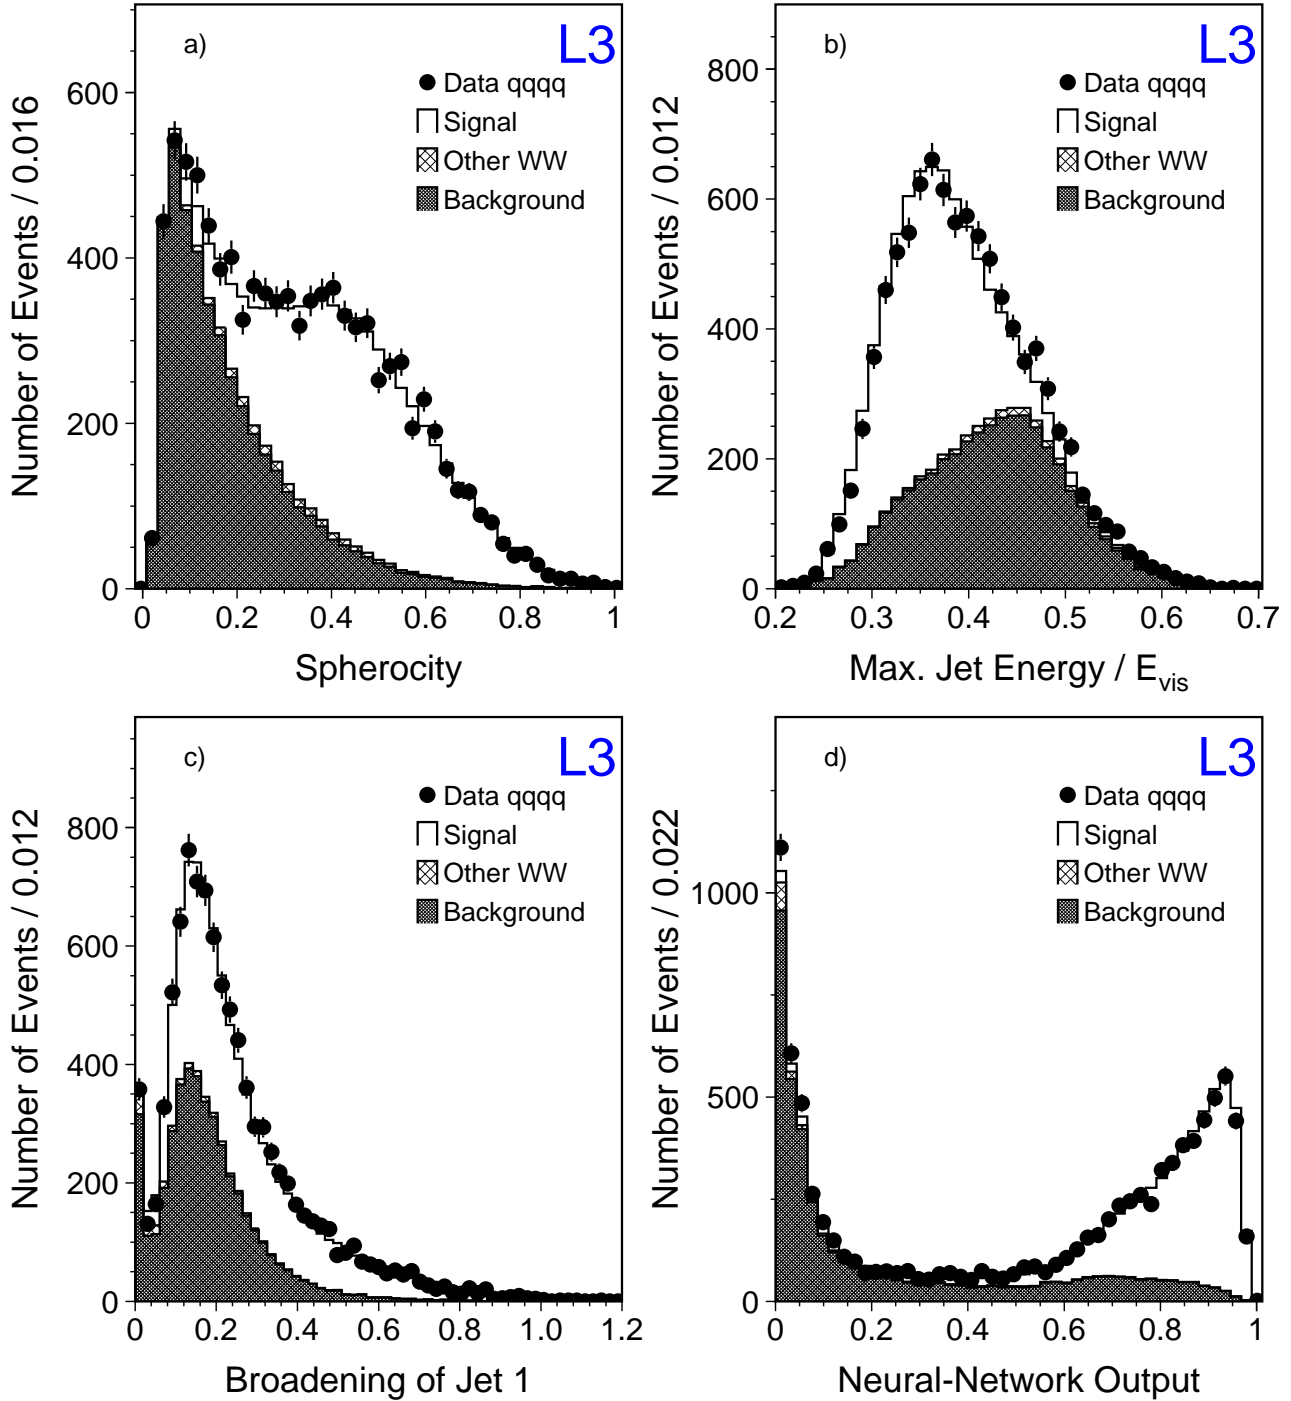 a)
L3
Data qqqq
Signal
Other WW
Background
Number of Events / 0.016
600
400
200
0
0 0.2 0.4 0.6 0.8 1
Spherocity
b)
L3
Data qqqq
Signal
Other WW
Background
Number of Events / 0.012
800
600
400
200
0
0.2 0.3 0.4 0.5 0.6 0.7
Max. Jet Energy / Evis
c)
L3
Data qqqq
Signal
Other WW
Background
Number of Events / 0.012
800
600
400
200
0
0 0.2 0.4 0.6 0.8 1.0 1.2
Broadening of Jet 1
d)
L3
Data qqqq
Signal
Other WW
Background
Number of Events / 0.022
1000
500
0
0 0.2 0.4 0.6 0.8 1
Neural-Network Output